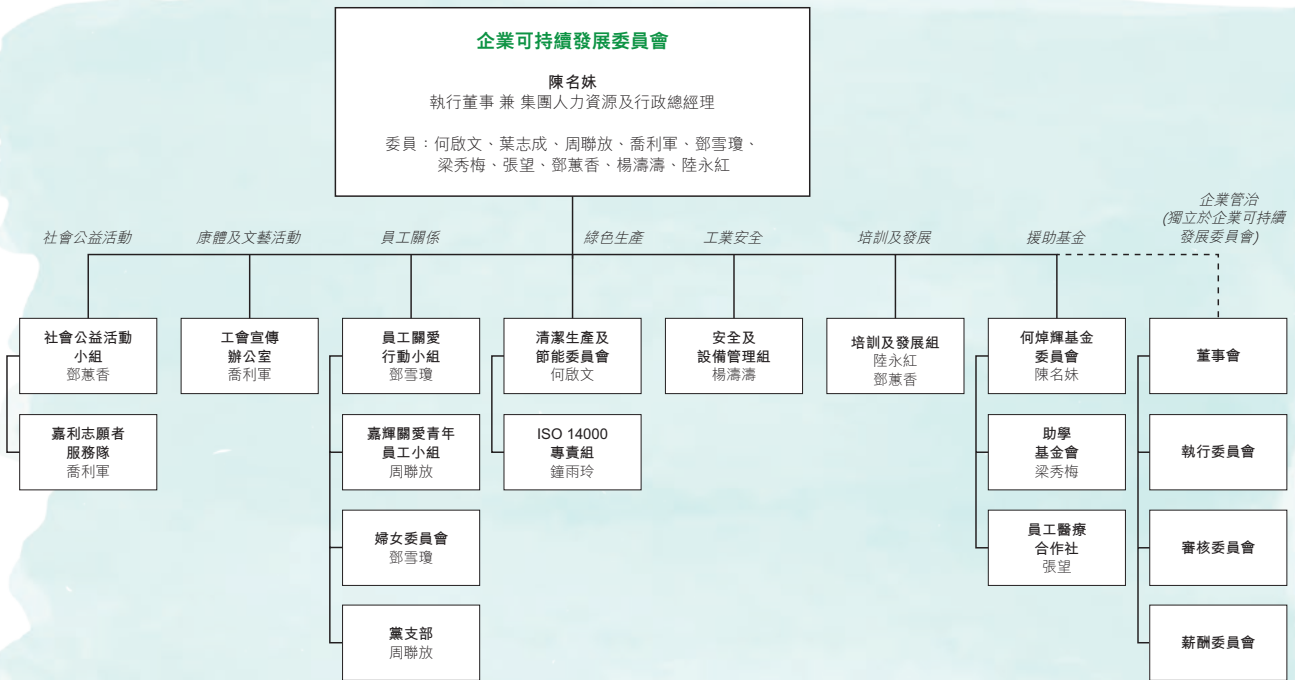 企業可持續發展委員會
陳名妹
執行董事 兼 集團人力資源及行政總經理
委員：何啟文、葉志成、周聯放、喬利軍、鄧雪瓊、
梁秀梅、張望、鄧蕙香、楊濤濤、陸永紅
社會公益活動
康體及文藝活動
員工關係
綠色生產
工業安全
培訓及發展
援助基金
企業管治
(獨立於企業可持續
發展委員會)
社會公益活動
小組
鄧蕙香
嘉利志願者
服務隊
喬利軍
工會宣傳
辦公室
喬利軍
員工關愛
行動小組
鄧雪瓊
嘉輝關愛青年
員工小組
周聯放
婦女委員會
鄧雪瓊
黨支部
周聯放
清潔生產及
節能委員會
何啟文
ISO 14000
專責組
鐘雨玲
安全及
設備管理組
楊濤濤
培訓及發展組
陸永紅
鄧蕙香
何焯輝基金
委員會
陳名妹
助學
基金會
梁秀梅
員工醫療
合作社
張望
董事會
執行委員會
審核委員會
薪酬委員會